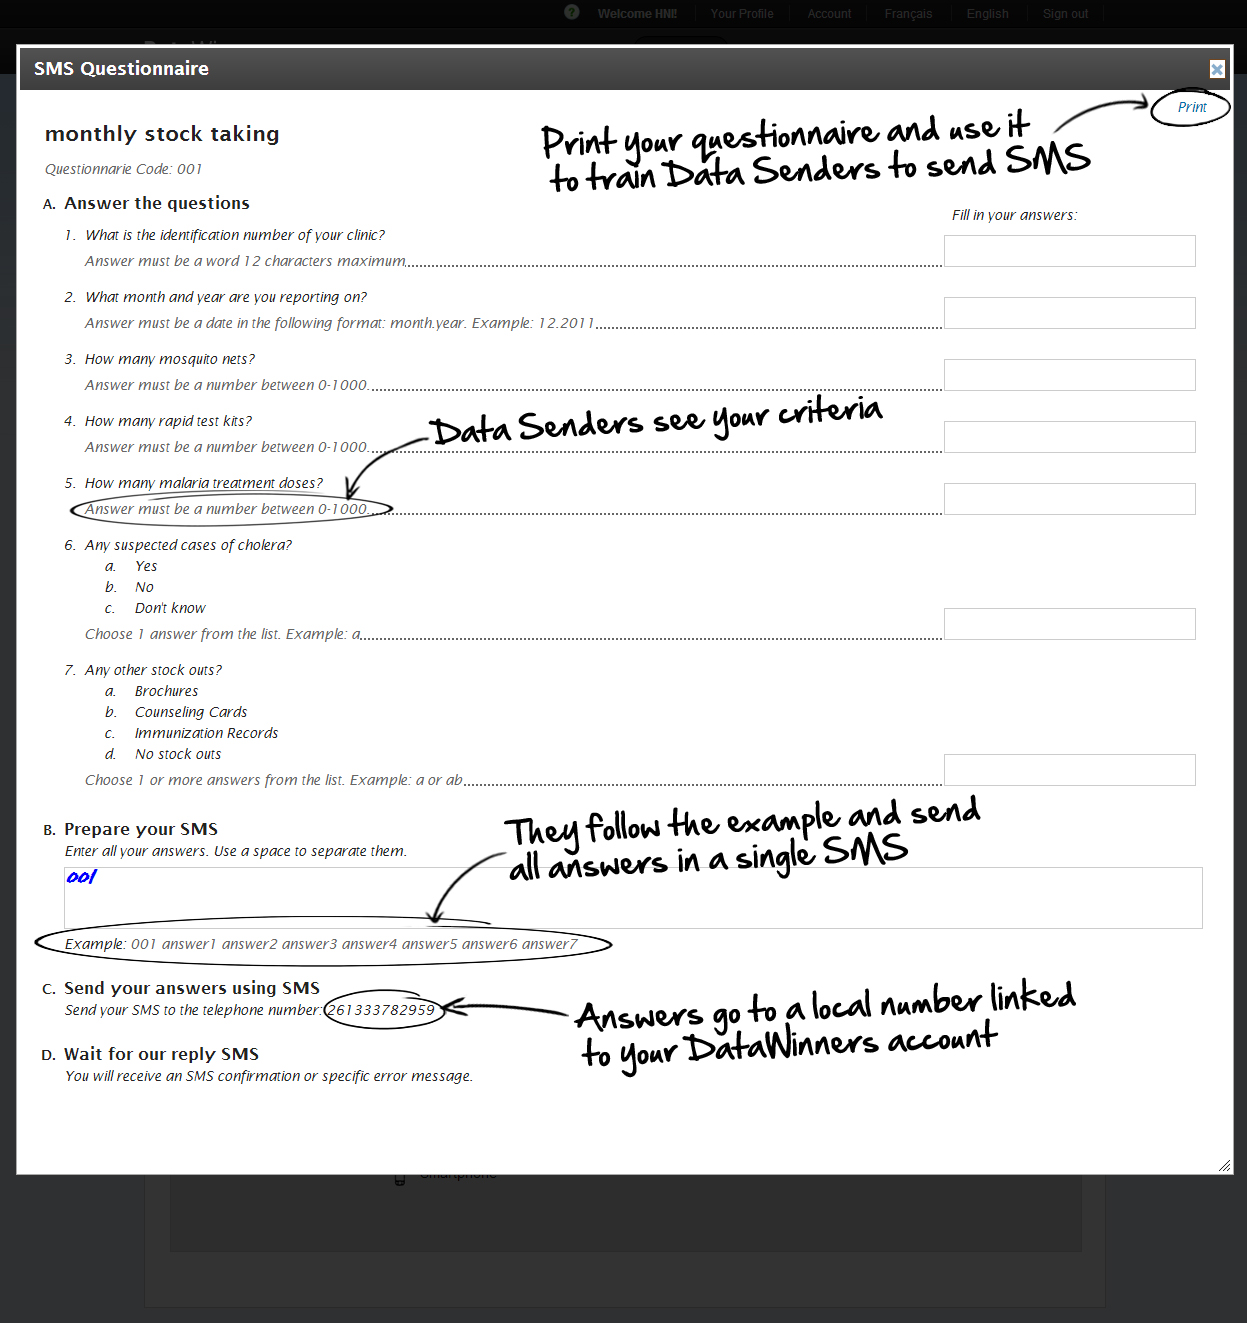 Welcome HNI!
Your Profile
Account
Français
English
Sign out
SMS Questionnaire
Print
Print your questionnaire and use it
to train Data Senders to send SMS
monthly stock taking
Questionnarie Code: 001
A. Answer the questions
Fill in your answers:
1. What is the identification number of your clinic?
Answer must be a word 12 characters maximum
2. What month and year are you reporting on?
Answer must be a date in the following format: month.year. Example: 12.2011
3. How many mosquito nets?
Answer must be a number between 0-1000.
4. How many rapid test kits?
Answer must be a number between 0-1000.
Data Senders see your criteria
5. How many malaria treatment doses?
Answer must be a number between 0-1000.
6. Any suspected cases of cholera?
a. Yes
b. No
c. Don't know
Choose 1 answer from the list. Example: a
7. Any other stock outs?
a. Brochures
b. Counseling Cards
c. Immunization Records
d. No stock outs
Choose 1 or more answers from the list. Example: a or ab
They follow the example and send
all answers in a single SMS
B. Prepare your SMS
Enter all your answers. Use a space to separate them.
001
Example: 001 answer1 answer2 answer3 answer4 answer5 answer6 answer7
C. Send your answers using SMS
Send your SMS to the telephone number: 261333782959
Answers go to a local number linked
to your DataWinners account
D. Wait for our reply SMS
You will receive an SMS confirmation or specific error message.
Smartphone